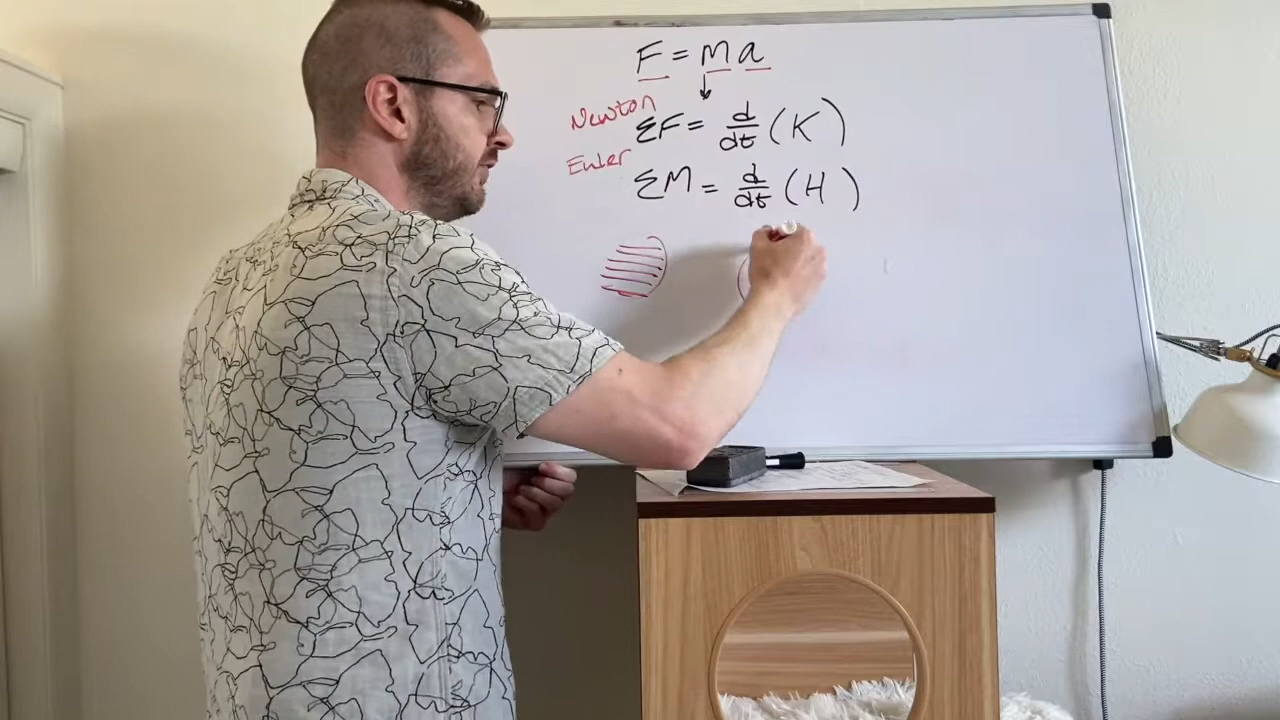 F = ma
Newton
ΣF = d/dt (K)
Euler
ΣM = d/dt (H)